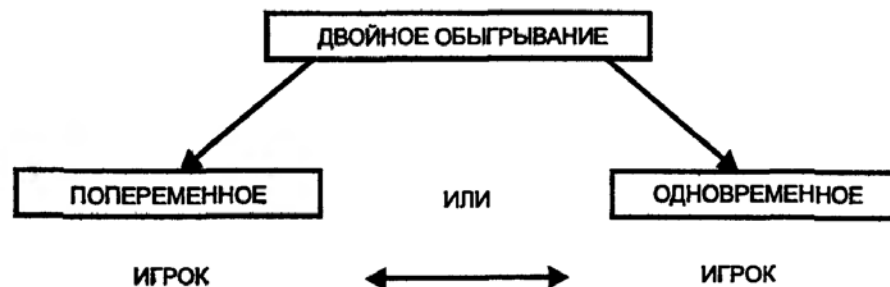 ДВОЙНОЕ ОБЫГРЫВАНИЕ
ПОПЕРЕМЕННОЕ
ИЛИ
ОДНОВРЕМЕННОЕ
ИГРОК
ИГРОК